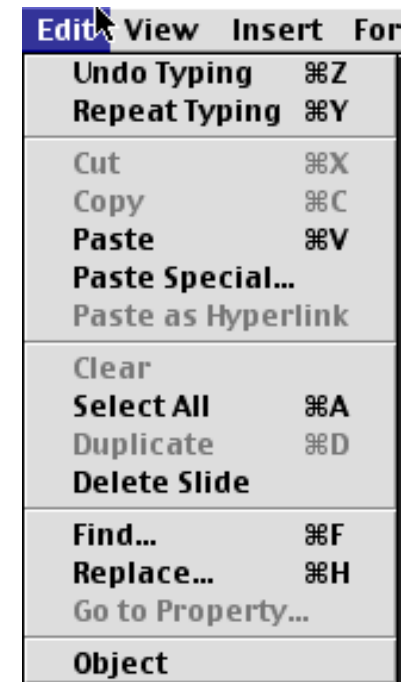 Edit View Insert For
Undo Typing ⌘Z
Repeat Typing ⌘Y
Cut ⌘X
Copy ⌘C
Paste ⌘V
Paste Special...
Paste as Hyperlink
Clear
Select All ⌘A
Duplicate ⌘D
Delete Slide
Find... ⌘F
Replace... ⌘H
Go to Property...
Object